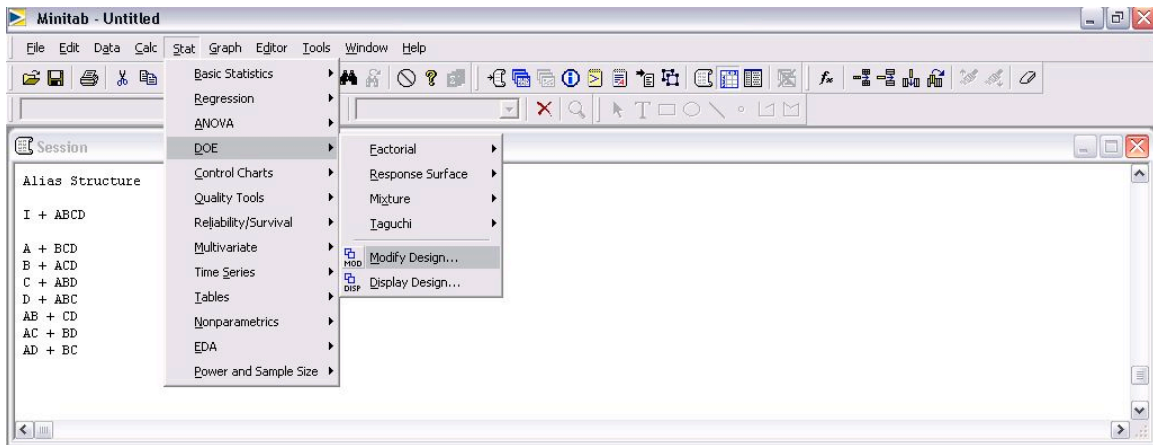 Minitab - Untitled
File Edit Data Calc Stat Graph Editor Tools Window Help
Basic Statistics
Regression
ANOVA
DOE
Control Charts
Quality Tools
Reliability/Survival
Multivariate
Time Series
Tables
Nonparametrics
EDA
Power and Sample Size
Factorial
Response Surface
Mixture
Taguchi
MOD Modify Design...
DISP Display Design...
Session
Alias Structure
I + ABCD
A + BCD
B + ACD
C + ABD
D + ABC
AB + CD
AC + BD
AD + BC